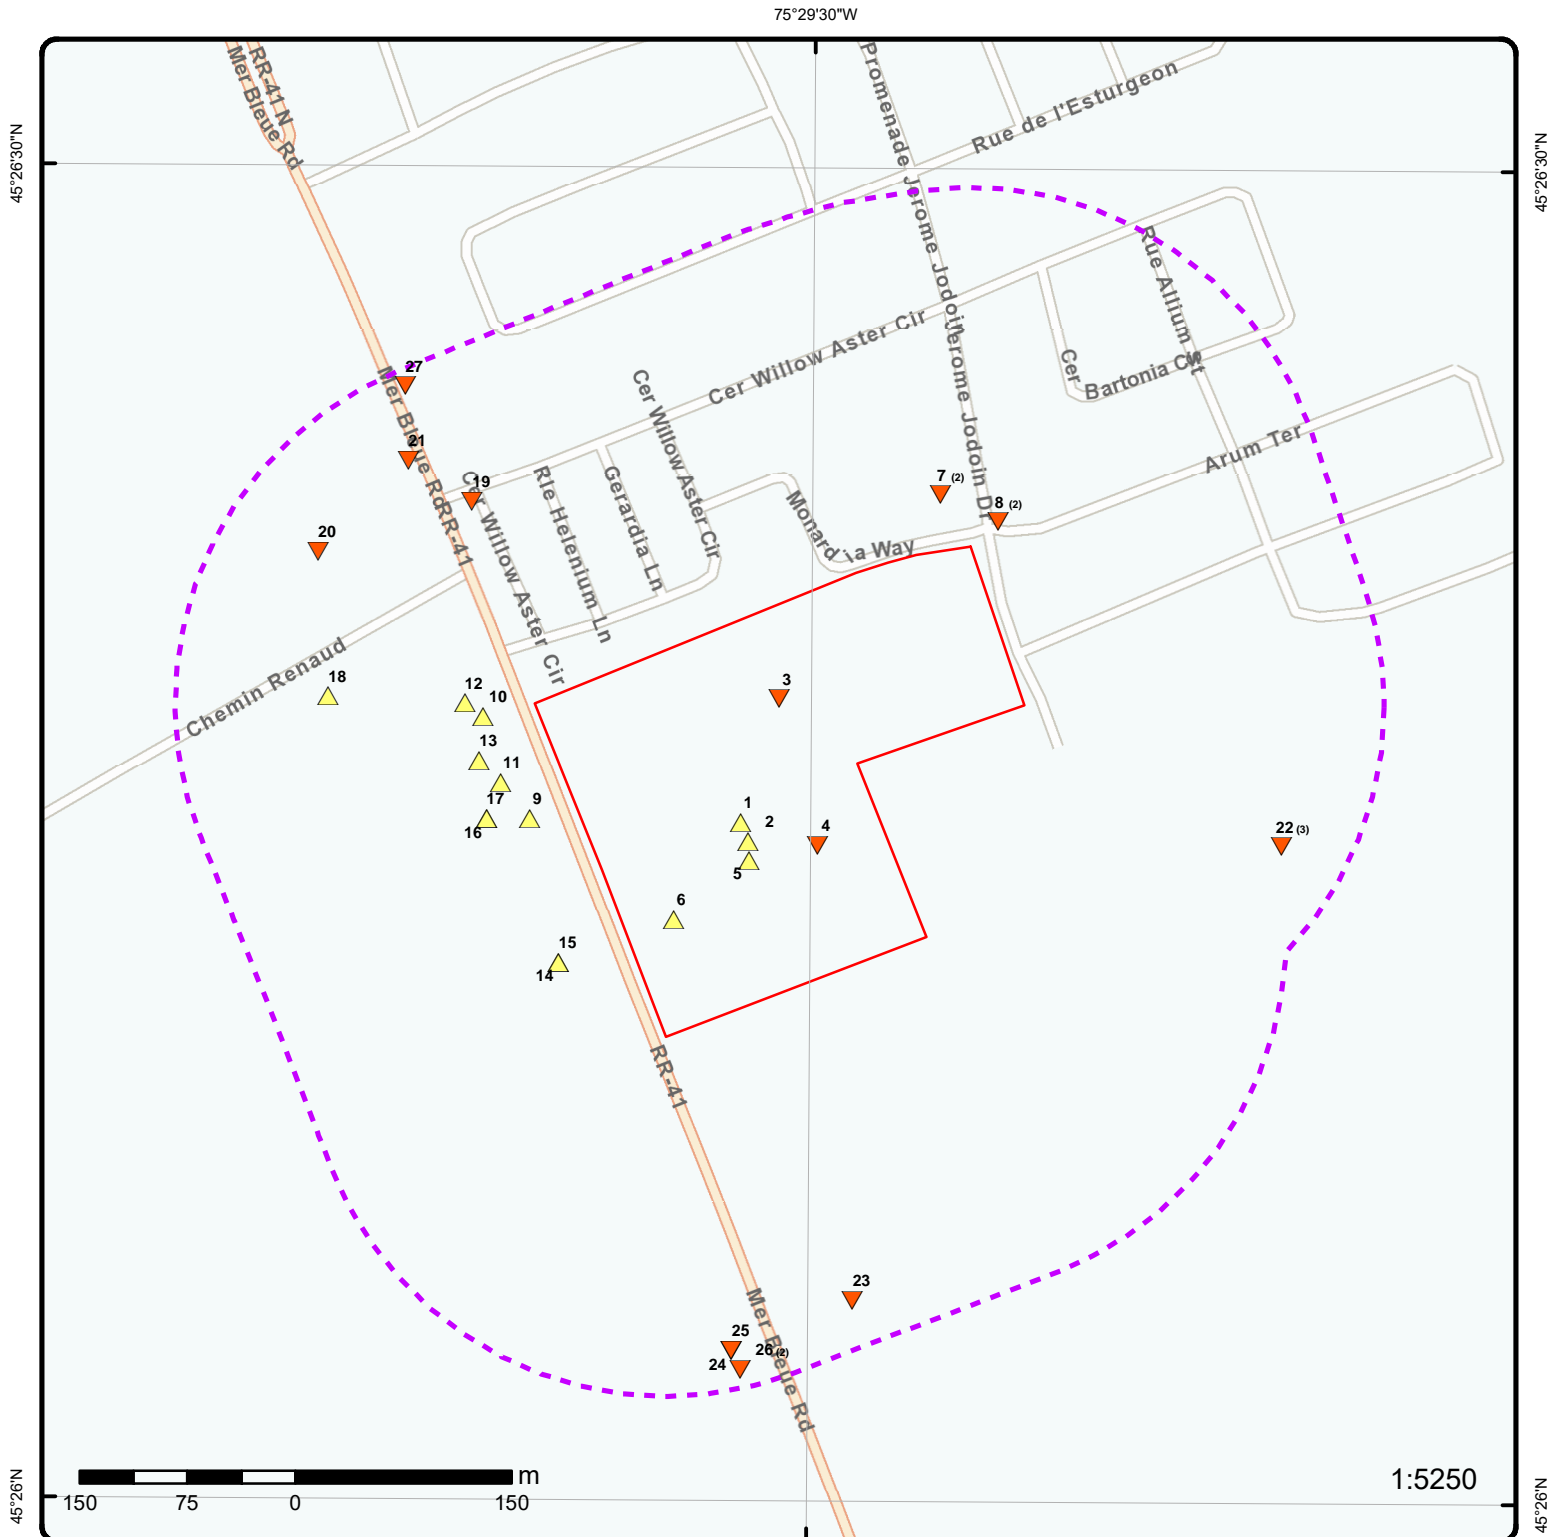 75°29'30"W
45°26'30"N
45°26'30"N
RR-41 N
Mer Bleue Rd
Promenade Jerome Jodoin
Rue de l'Esturgeon
Rue Allium St
Cer Willow Aster Cir
Jerome Jodoin Dr
Cer
Bartonia Cir
27
Mer Bleue Rd
Cer Willow Aster Cir
21
Arum Ter
19
Cer Willow Aster Cir
Rle Helenium Ln
Gerardia Ln
7 (2)
8 (2)
Monardia Way
RR-41
20
Chemin Renaud
18
12
10
3
13
11
17
9
16
1
2
4
5
22 (3)
6
15
14
RR-41
23
Mer Bleue Rd
25
26 (2)
24
m
150
75
0
150
1:5250
45°26'N
45°26'N